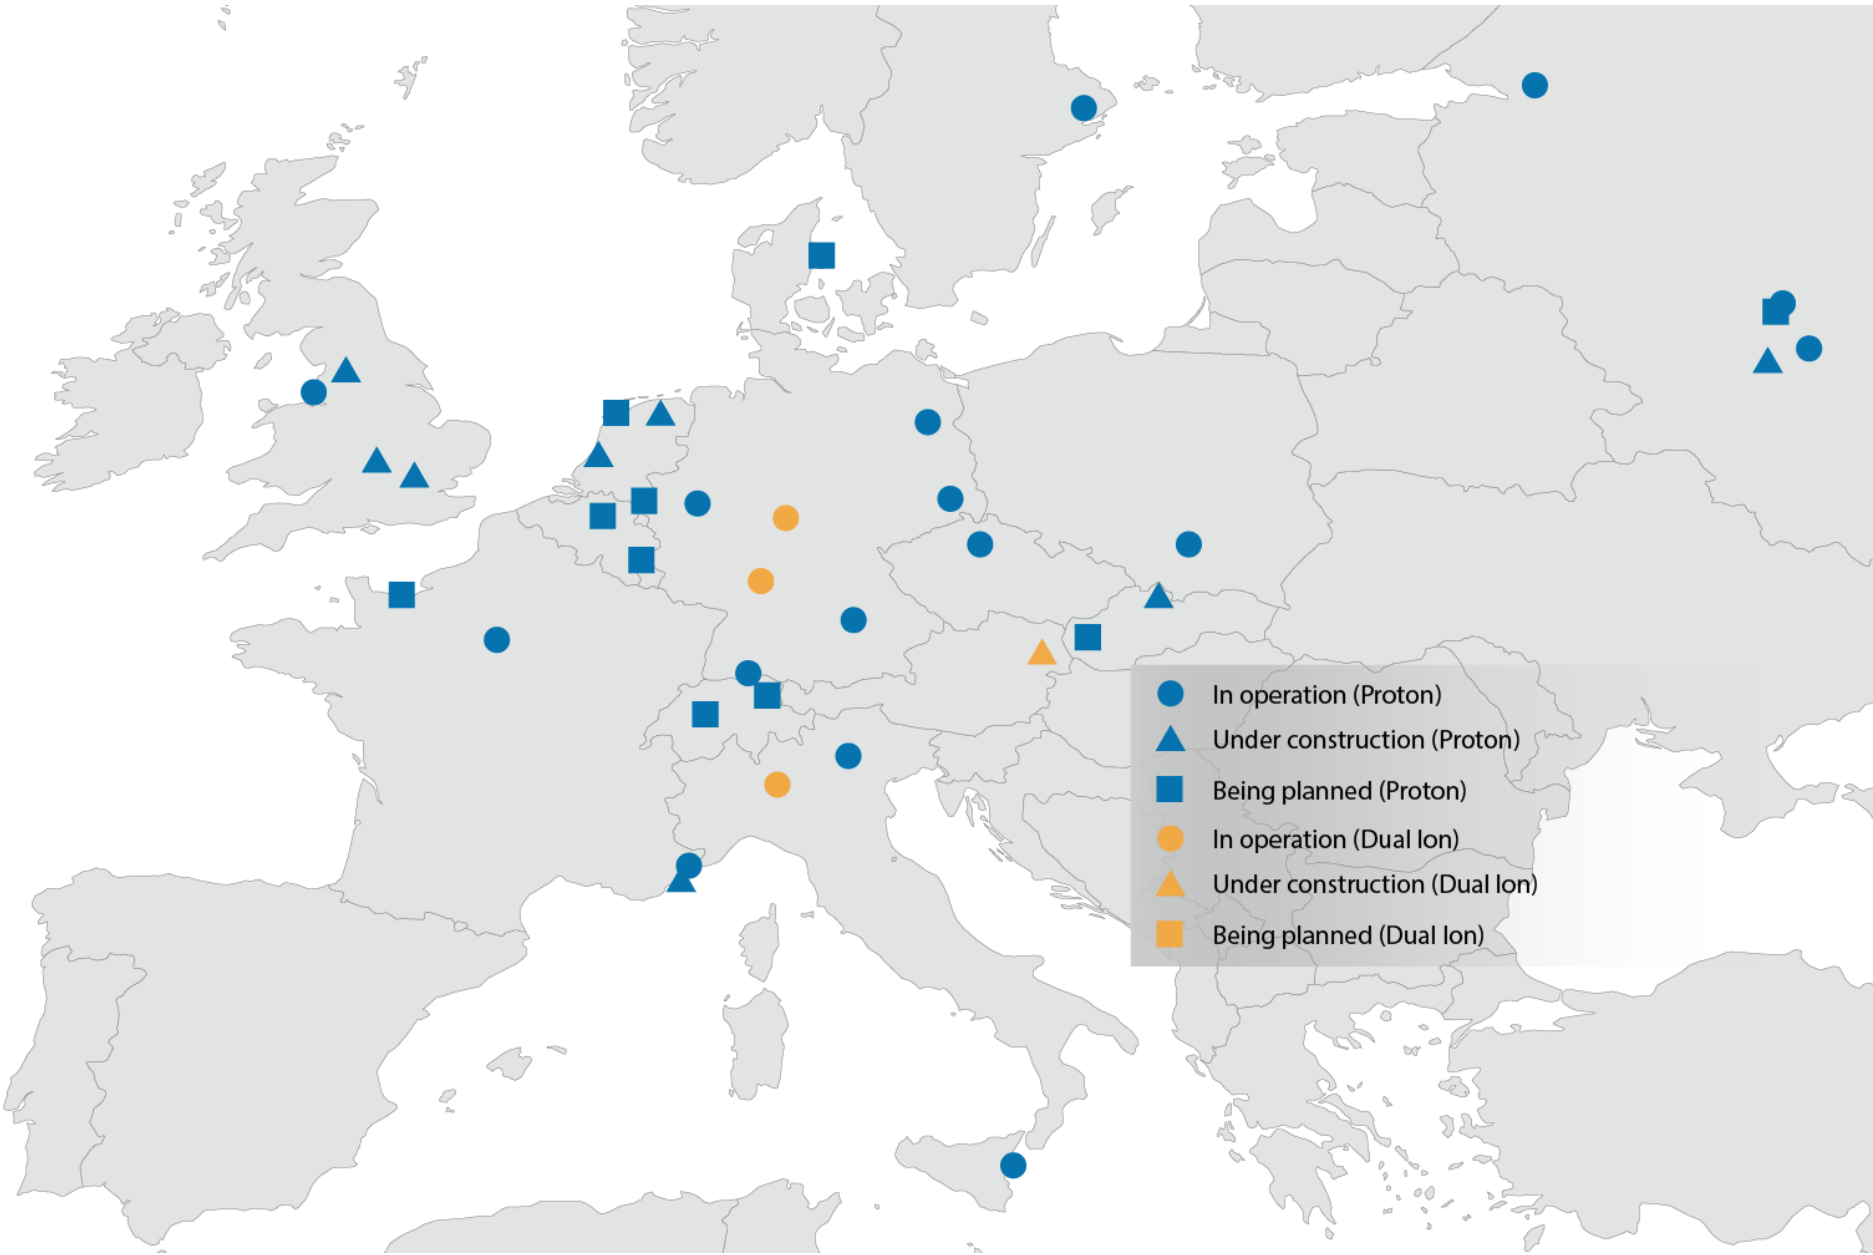 In operation (Proton)
Under construction (Proton)
Being planned (Proton)
In operation (Dual Ion)
Under construction (Dual Ion)
Being planned (Dual Ion)